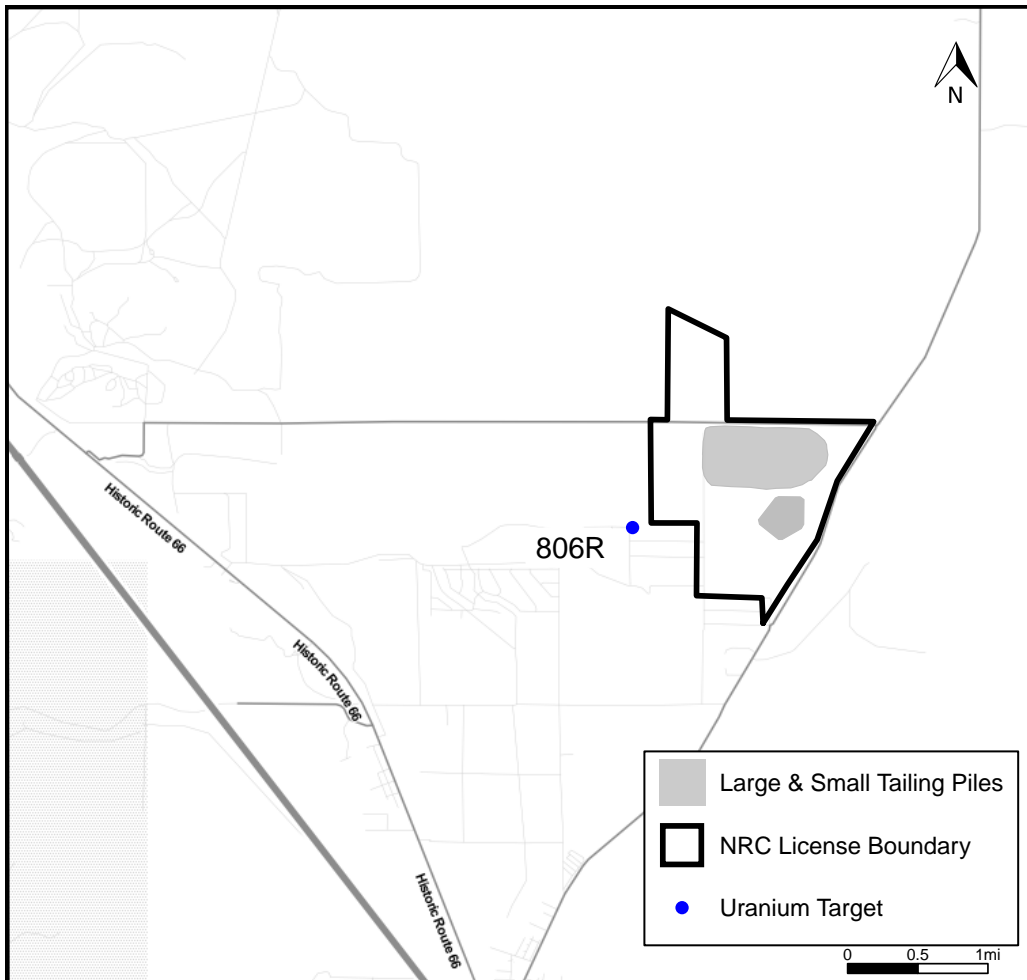 N
806R
Historic Route 66
Historic Route 66
Historic Route 66
Large & Small Tailing Piles
NRC License Boundary
Uranium Target
0 0.5 1mi